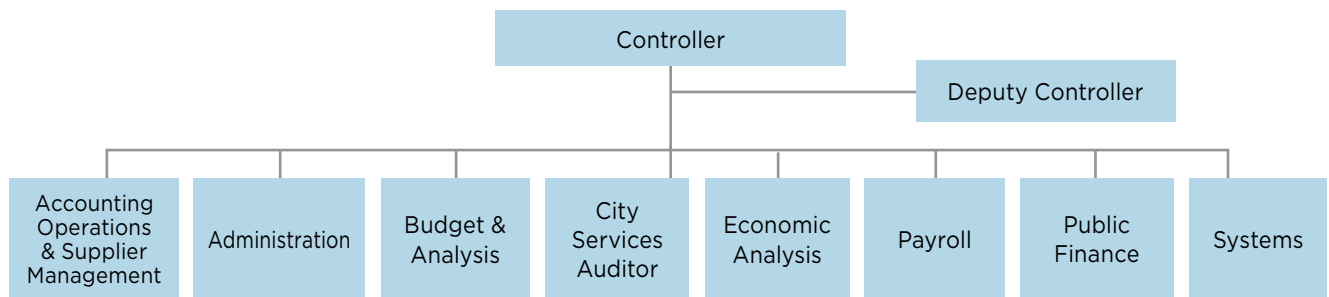 Controller
Deputy Controller
Accounting
Operations
& Supplier
Management
Administration
Budget &
Analysis
City
Services
Auditor
Economic
Analysis
Payroll
Public
Finance
Systems